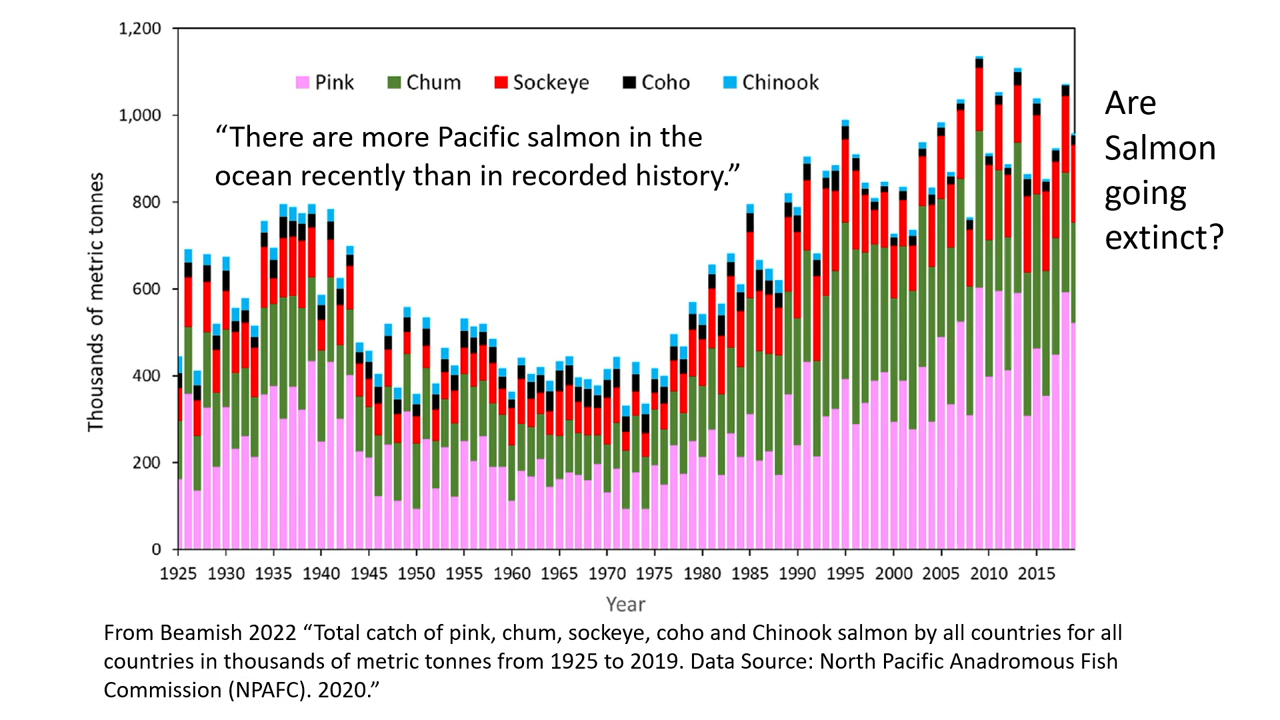 1,200
1,000
800
600
400
200
0
Thousands of metric tonnes
Pink Chum Sockeye Coho Chinook
“There are more Pacific salmon in the
ocean recently than in recorded history.”
Are
Salmon
going
extinct?
1925 1930 1935 1940 1945 1950 1955 1960 1965 1970 1975 1980 1985 1990 1995 2000 2005 2010 2015
Year
From Beamish 2022 “Total catch of pink, chum, sockeye, coho and Chinook salmon by all countries for all
countries in thousands of metric tonnes from 1925 to 2019. Data Source: North Pacific Anadromous Fish
Commission (NPAFC). 2020.”